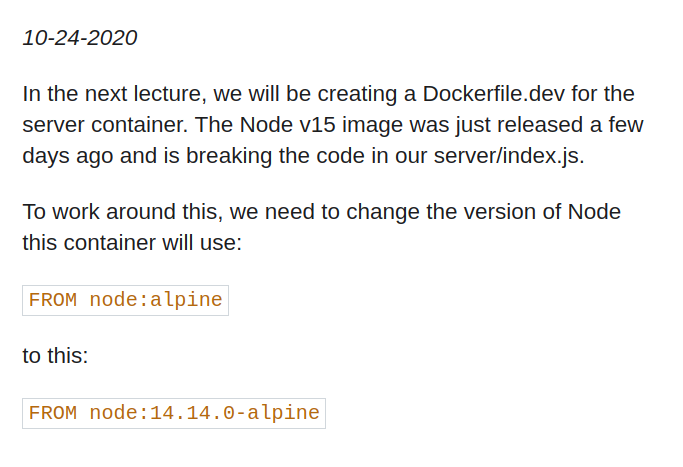 10-24-2020
In the next lecture, we will be creating a Dockerfile.dev for the
server container. The Node v15 image was just released a few
days ago and is breaking the code in our server/index.js.
To work around this, we need to change the version of Node
this container will use:
FROM node:alpine
to this:
FROM node:14.14.0-alpine